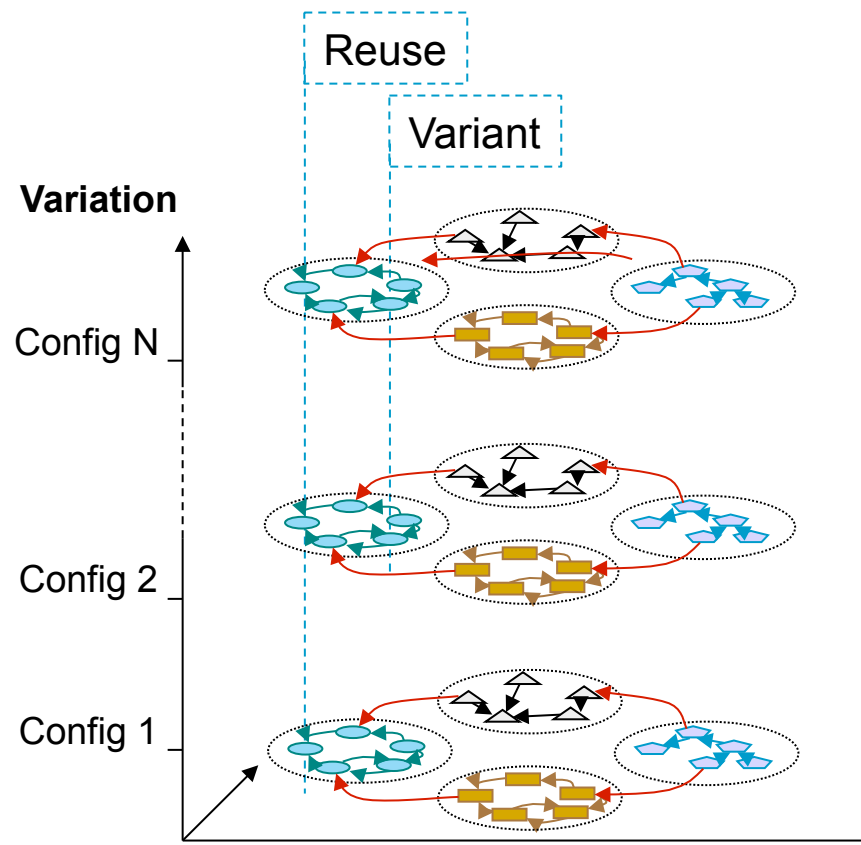 Reuse
Variant
Variation
Config N
Config 2
Config 1